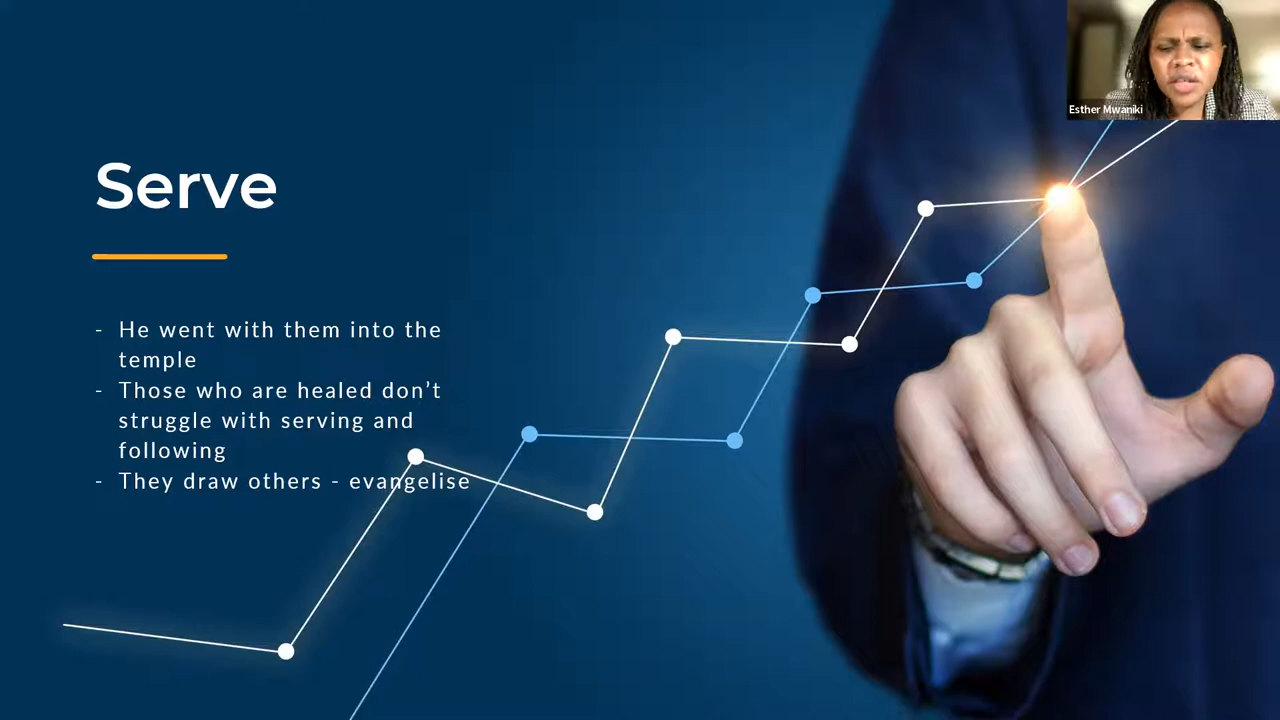 Esther Mwaniki
Serve
- He went with them into the
temple
- Those who are healed don’t
struggle with serving and
following
- They draw others - evangelise